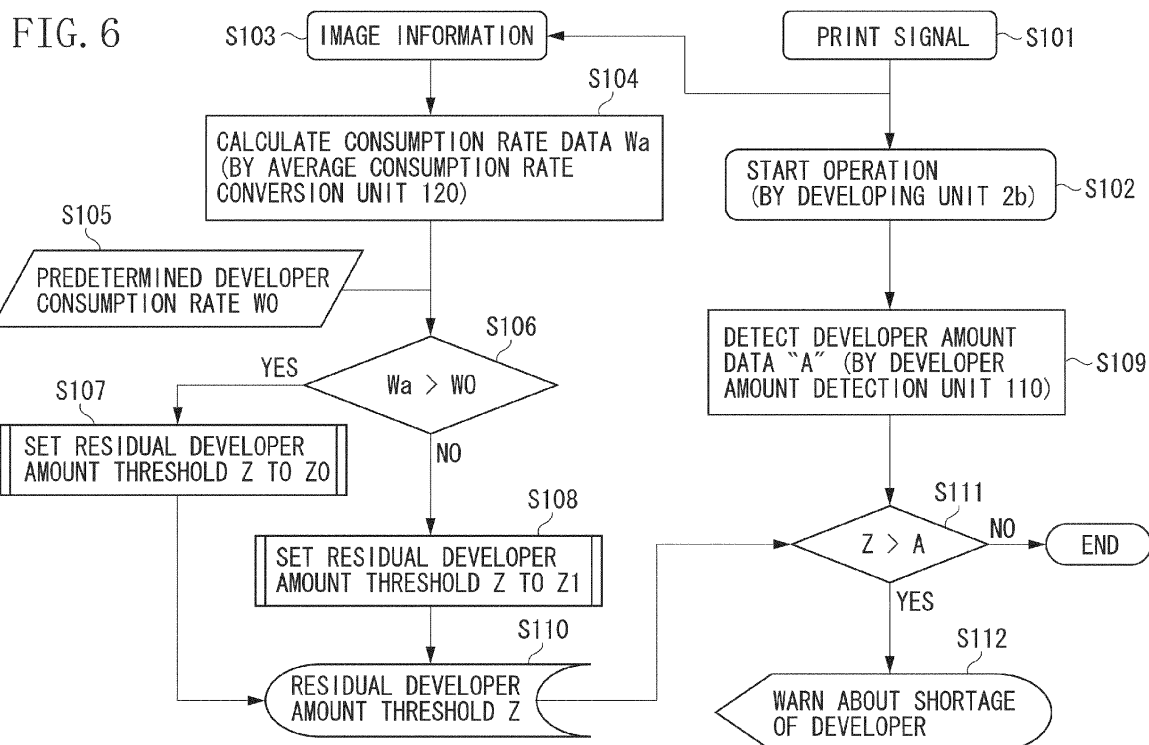 FIG. 6
S103
IMAGE INFORMATION
PRINT SIGNAL
S101
S104
CALCULATE CONSUMPTION RATE DATA Wa
(BY AVERAGE CONSUMPTION RATE
CONVERSION UNIT 120)
START OPERATION
(BY DEVELOPING UNIT 2b)
S102
S105
PREDETERMINED DEVELOPER
CONSUMPTION RATE W0
S106
Wa > W0
YES
NO
S107
SET RESIDUAL DEVELOPER
AMOUNT THRESHOLD Z TO Z0
DETECT DEVELOPER AMOUNT
DATA “A” (BY DEVELOPER
AMOUNT DETECTION UNIT 110)
S109
S108
SET RESIDUAL DEVELOPER
AMOUNT THRESHOLD Z TO Z1
S111
Z > A
NO
END
YES
S110
RESIDUAL DEVELOPER
AMOUNT THRESHOLD Z
S112
WARN ABOUT SHORTAGE
OF DEVELOPER